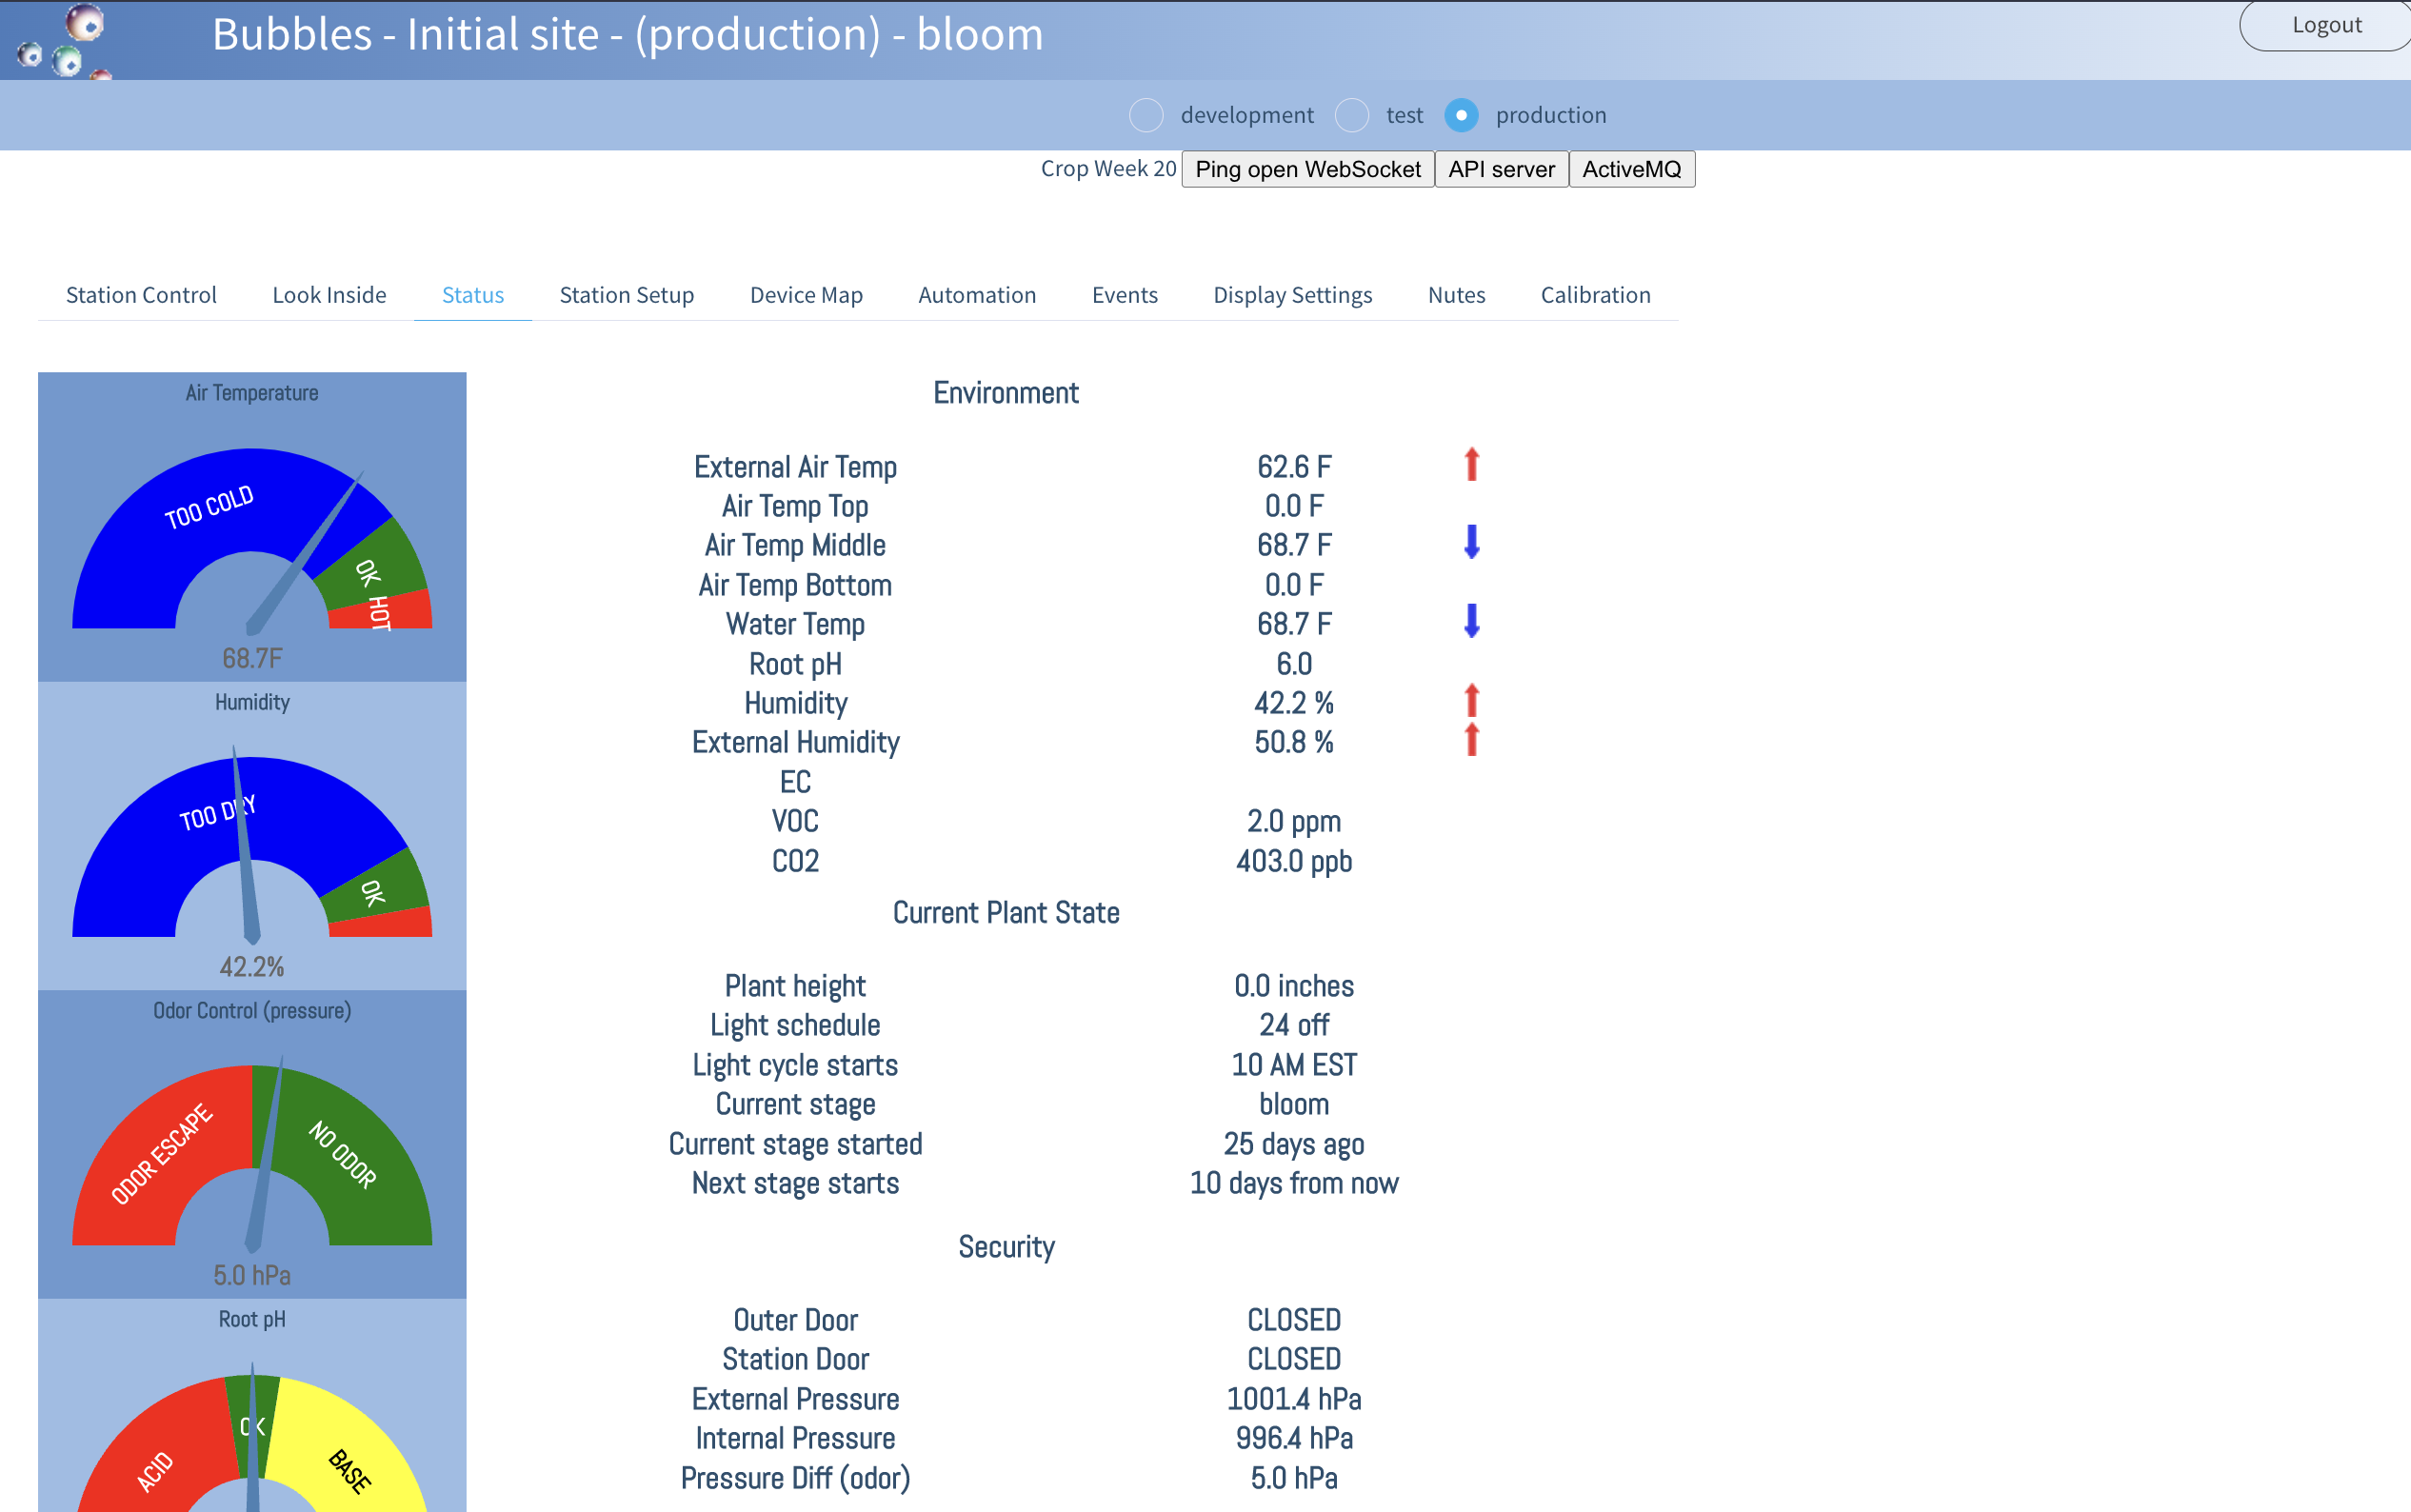 Bubbles - Initial site - (production) - bloom
Logout
development test production
Crop Week 20 Ping open WebSocket API server ActiveMQ
Station Control Look Inside Status Station Setup Device Map Automation Events Display Settings Nutes Calibration
Air Temperature
TOO COLD
OK
HOT
68.7F
Humidity
TOO DRY
OK
42.2%
Odor Control (pressure)
ODOR ESCAPE
NO ODOR
5.0 hPa
Root pH
ACID
OK
BASE
Environment
External Air Temp 62.6 F
Air Temp Top 0.0 F
Air Temp Middle 68.7 F
Air Temp Bottom 0.0 F
Water Temp 68.7 F
Root pH 6.0
Humidity 42.2 %
External Humidity 50.8 %
EC
VOC 2.0 ppm
CO2 403.0 ppb
Current Plant State
Plant height 0.0 inches
Light schedule 24 off
Light cycle starts 10 AM EST
Current stage bloom
Current stage started 25 days ago
Next stage starts 10 days from now
Security
Outer Door CLOSED
Station Door CLOSED
External Pressure 1001.4 hPa
Internal Pressure 996.4 hPa
Pressure Diff (odor) 5.0 hPa